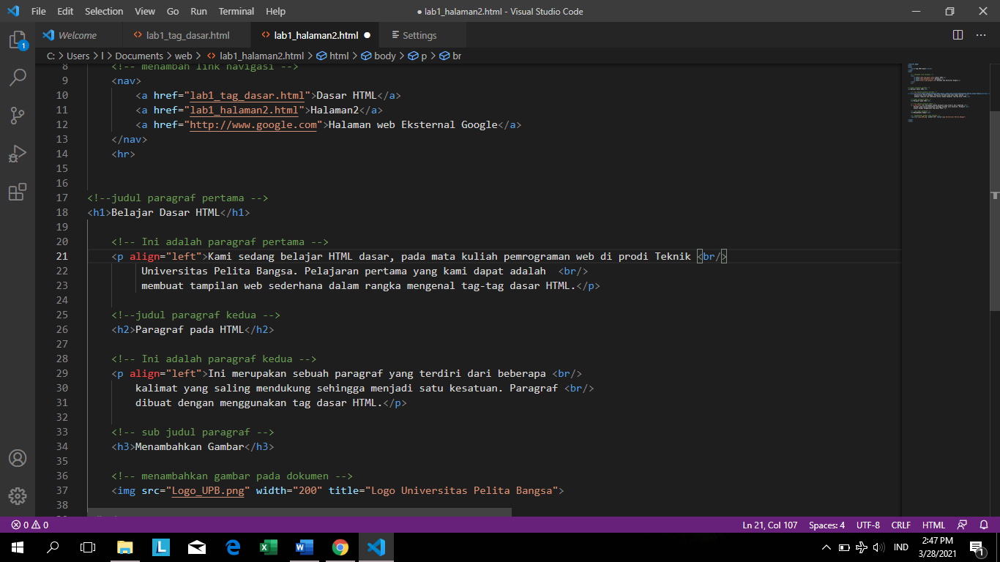 File Edit Selection View Go Run Terminal Help ● lab1_halaman2.html - Visual Studio Code
Welcome <> lab1_tag_dasar.html <> lab1_halaman2.html ● Settings
C: > Users > l > Documents > web > <> lab1_halaman2.html > html > body > p > br
8 <!-- menambah link navigasi -->
9 <nav>
10 <a href="lab1_tag_dasar.html">Dasar HTML</a>
11 <a href="lab1_halaman2.html">Halaman2</a>
12 <a href="http://www.google.com">Halaman web Eksternal Google</a>
13 </nav>
14 <hr>
15
16
17 <!--judul paragraf pertama -->
18 <h1>Belajar Dasar HTML</h1>
19
20 <!-- Ini adalah paragraf pertama -->
21 <p align="left">Kami sedang belajar HTML dasar, pada mata kuliah pemrograman web di prodi Teknik <br/>
22 Universitas Pelita Bangsa. Pelajaran pertama yang kami dapat adalah  <br/>
23 membuat tampilan web sederhana dalam rangka mengenal tag-tag dasar HTML.</p>
24
25 <!--judul paragraf kedua -->
26 <h2>Paragraf pada HTML</h2>
27
28 <!-- Ini adalah paragraf kedua -->
29 <p align="left">Ini merupakan sebuah paragraf yang terdiri dari beberapa <br/>
30 kalimat yang saling mendukung sehingga menjadi satu kesatuan. Paragraf <br/>
31 dibuat dengan menggunakan tag dasar HTML.</p>
32
33 <!-- sub judul paragraf -->
34 <h3>Menambahkan Gambar</h3>
35
36 <!-- menambahkan gambar pada dokumen -->
37 <img src="Logo_UPB.png" width="200" title="Logo Universitas Pelita Bangsa">
38
1
0 0 Ln 21, Col 107 Spaces: 4 UTF-8 CRLF HTML
L IND 2:47 PM
3/28/2021 1